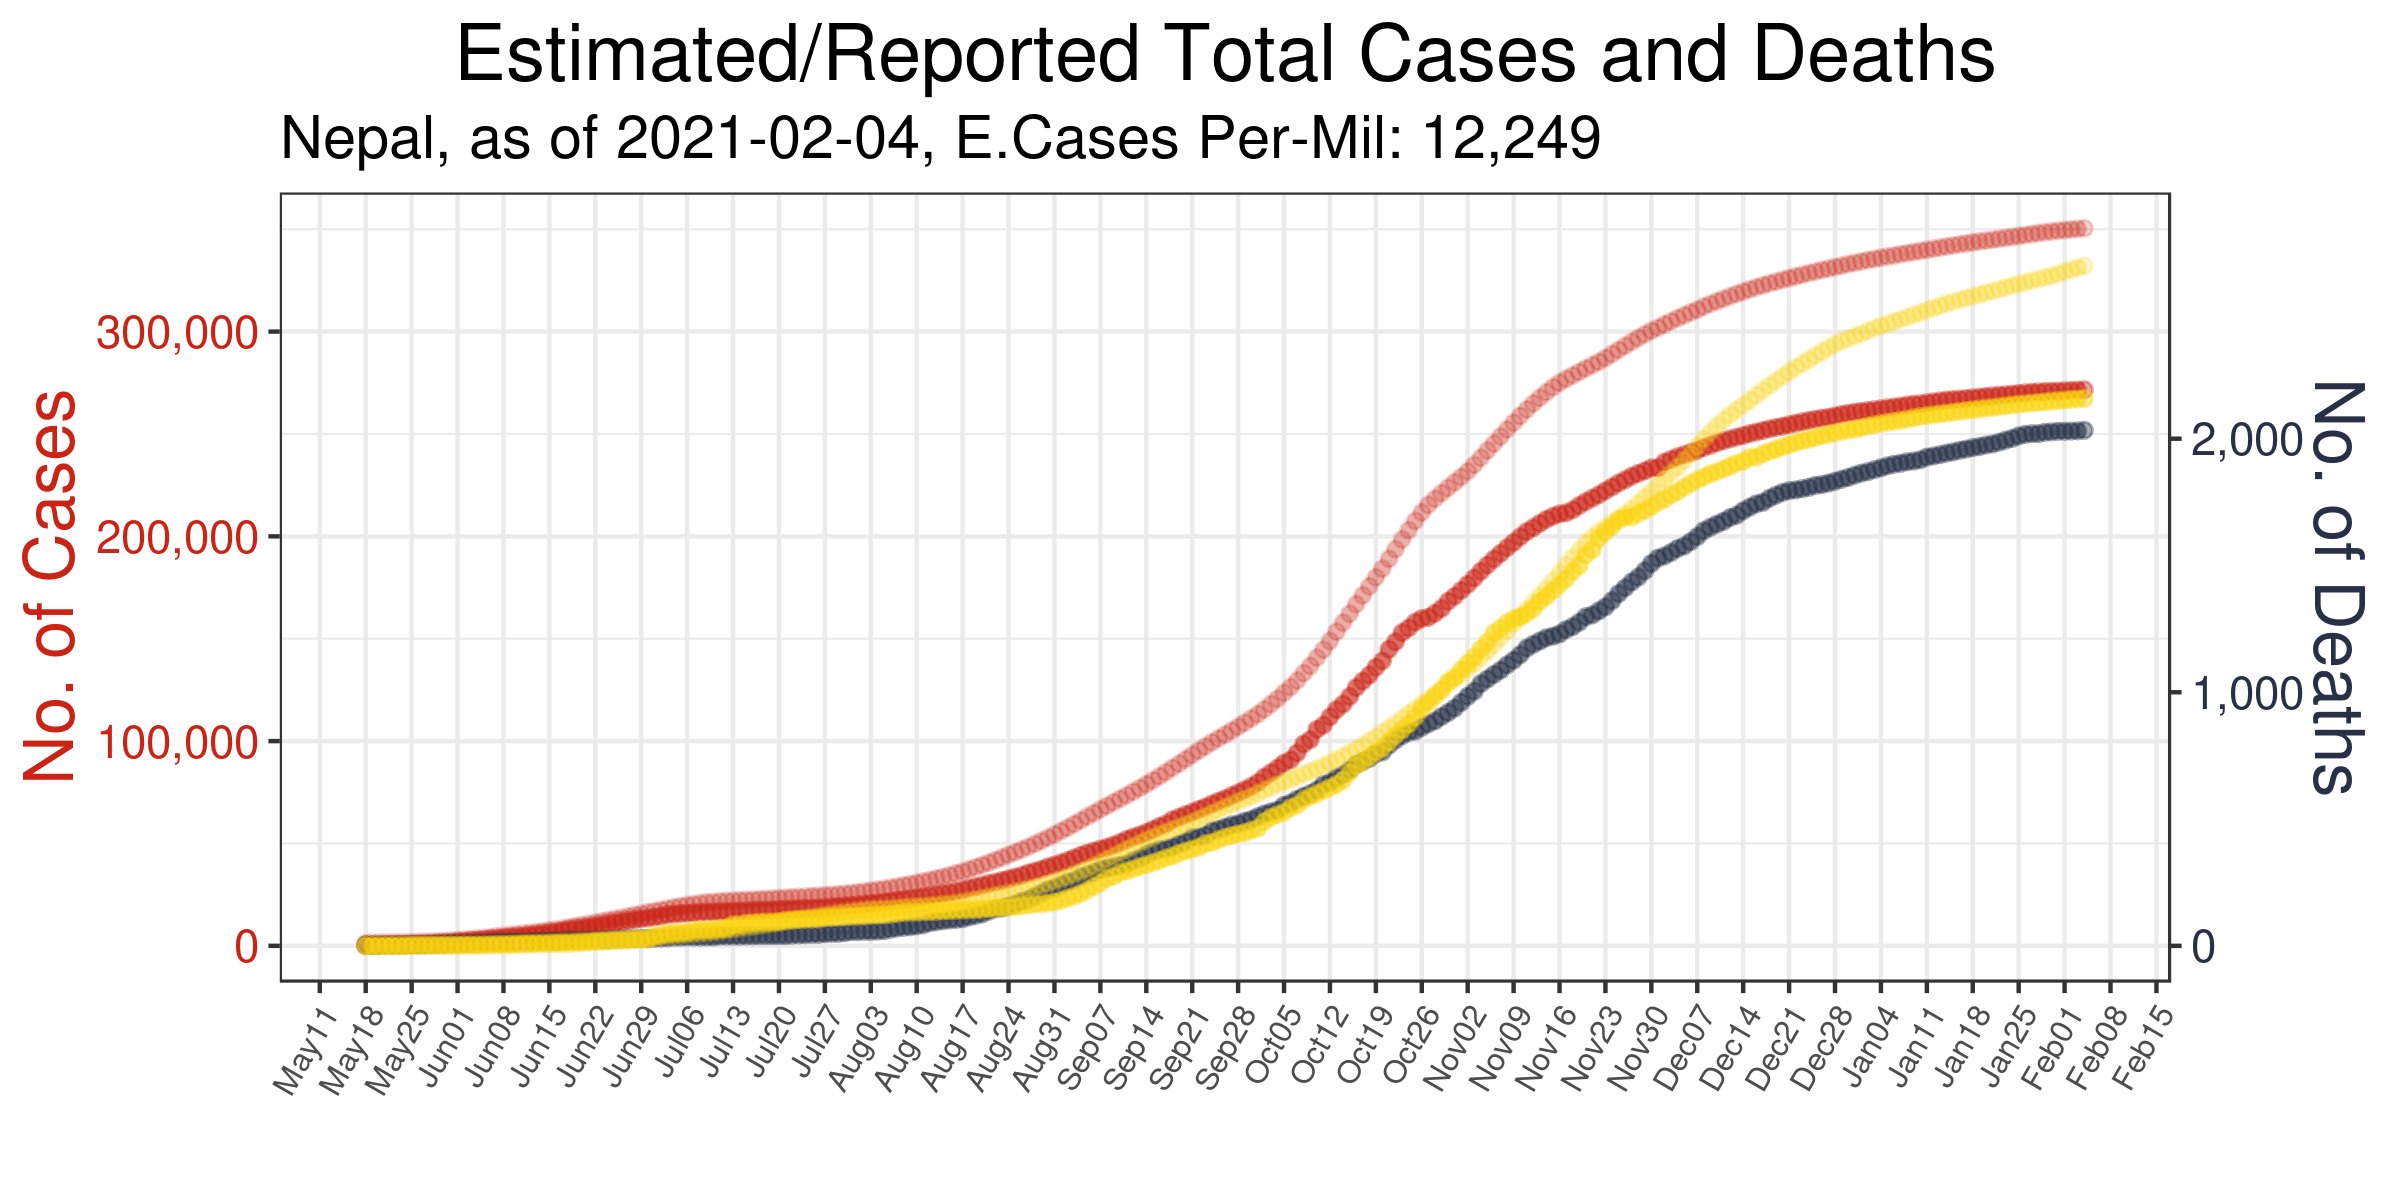 Estimated/Reported Total Cases and Deaths
Nepal, as of 2021-02-04, E.Cases Per-Mil: 12,249
No. of Cases
300,000
200,000
100,000
0
No. of Deaths
2,000
1,000
0
May11
May18
May25
Jun01
Jun08
Jun15
Jun22
Jun29
Jul06
Jul13
Jul20
Jul27
Aug03
Aug10
Aug17
Aug24
Aug31
Sep07
Sep14
Sep21
Sep28
Oct05
Oct12
Oct19
Oct26
Nov02
Nov09
Nov16
Nov23
Nov30
Dec07
Dec14
Dec21
Dec28
Jan04
Jan11
Jan18
Jan25
Feb01
Feb08
Feb15